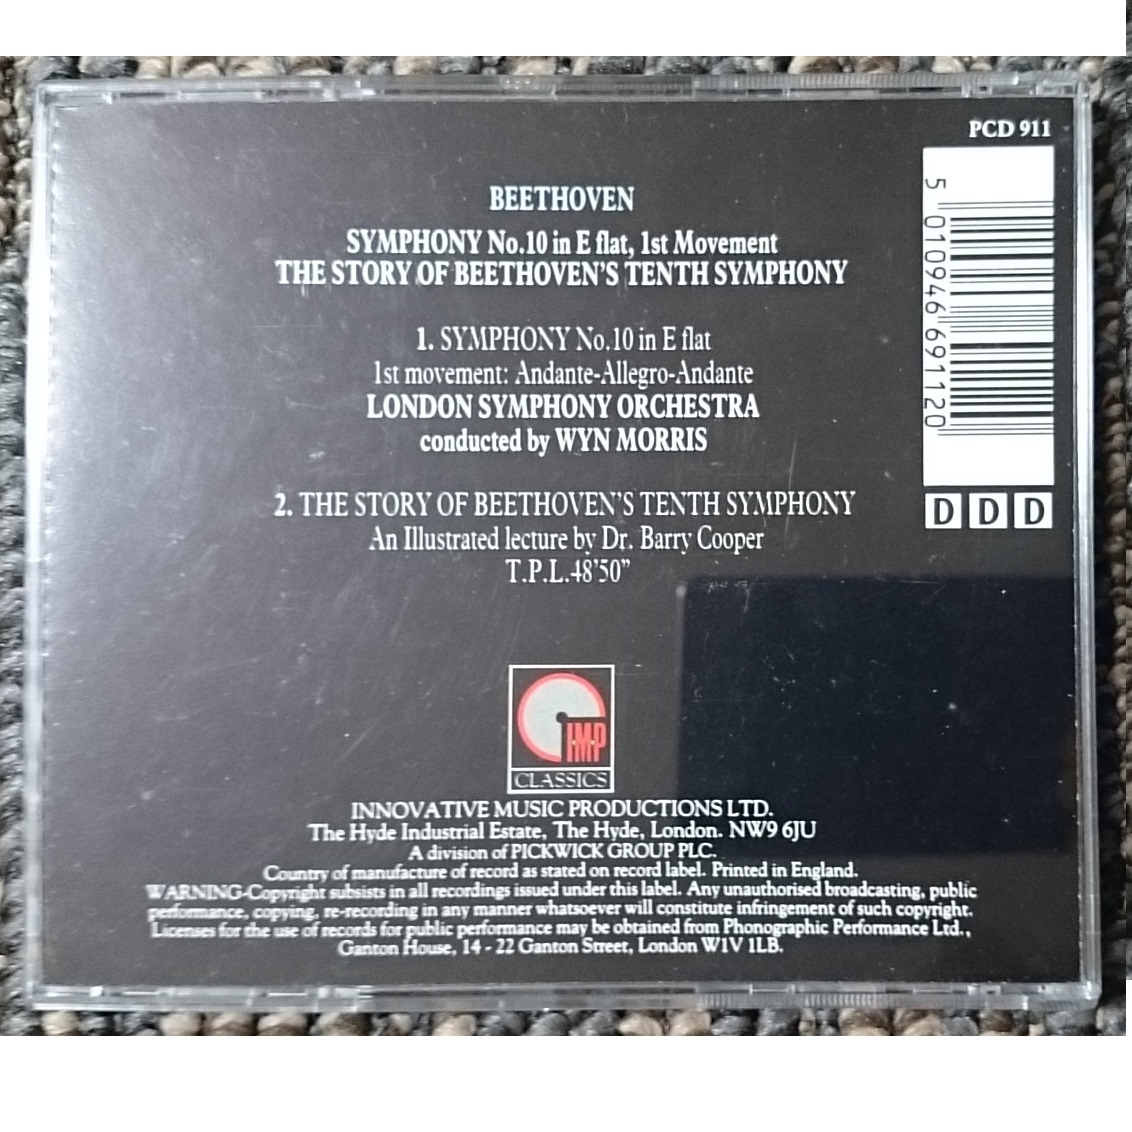 PCD 911
5 010946 691120
D D D
BEETHOVEN
SYMPHONY No.10 in E flat, 1st Movement
THE STORY OF BEETHOVEN'S TENTH SYMPHONY
1. SYMPHONY No.10 in E flat
1st movement: Andante-Allegro-Andante
LONDON SYMPHONY ORCHESTRA
conducted by WYN MORRIS
2. THE STORY OF BEETHOVEN'S TENTH SYMPHONY
An Illustrated lecture by Dr. Barry Cooper
T.P.L.48'50"
IMP
CLASSICS
INNOVATIVE MUSIC PRODUCTIONS LTD.
The Hyde Industrial Estate, The Hyde, London. NW9 6JU
A division of PICKWICK GROUP PLC.
Country of manufacture of record as stated on record label. Printed in England.
WARNING-Copyright subsists in all recordings issued under this label. Any unauthorised broadcasting, public
performance, copying, re-recording in any manner whatsoever will constitute infringement of such copyright.
Licenses for the use of records for public performance may be obtained from Phonographic Performance Ltd.,
Ganton House, 14 - 22 Ganton Street, London W1V 1LB.